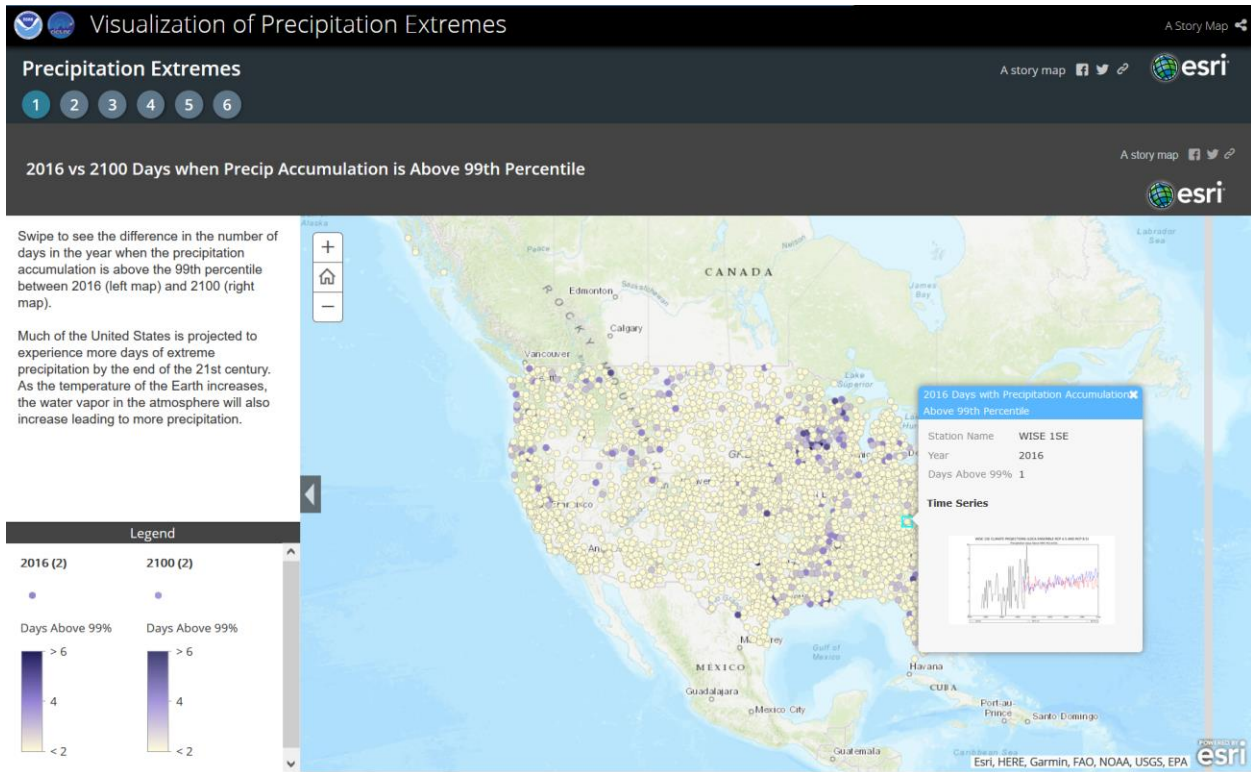 Visualization of Precipitation Extremes
A Story Map
Precipitation Extremes
A story map
esri
1 2 3 4 5 6
2016 vs 2100 Days when Precip Accumulation is Above 99th Percentile
A story map
esri
Swipe to see the difference in the number of
days in the year when the precipitation
accumulation is above the 99th percentile
between 2016 (left map) and 2100 (right
map).
Much of the United States is projected to
experience more days of extreme
precipitation by the end of the 21st century.
As the temperature of the Earth increases,
the water vapor in the atmosphere will also
increase leading to more precipitation.
Legend
2016 (2)
2100 (2)
Days Above 99%
Days Above 99%
> 6
> 6
4
4
< 2
< 2
Alaska
+
−
Peace
Nelson
Labrador
Sea
CANADA
James
Bay
Edmonton
ROCKY
Calgary
Vancouver
Lake
Superior
2016 Days with Precipitation Accumulation
Above 99th Percentile
Station Name WISE 1SE
Year 2016
Days Above 99% 1
Time Series
Gulf of
Mexico
MÉXICO
Havana
CUBA
Guadalajara
Mexico City
Port-au-
Prince
Santo Domingo
Guatemala
Caribbean Sea
Esri, HERE, Garmin, FAO, NOAA, USGS, EPA
POWERED BY
esri